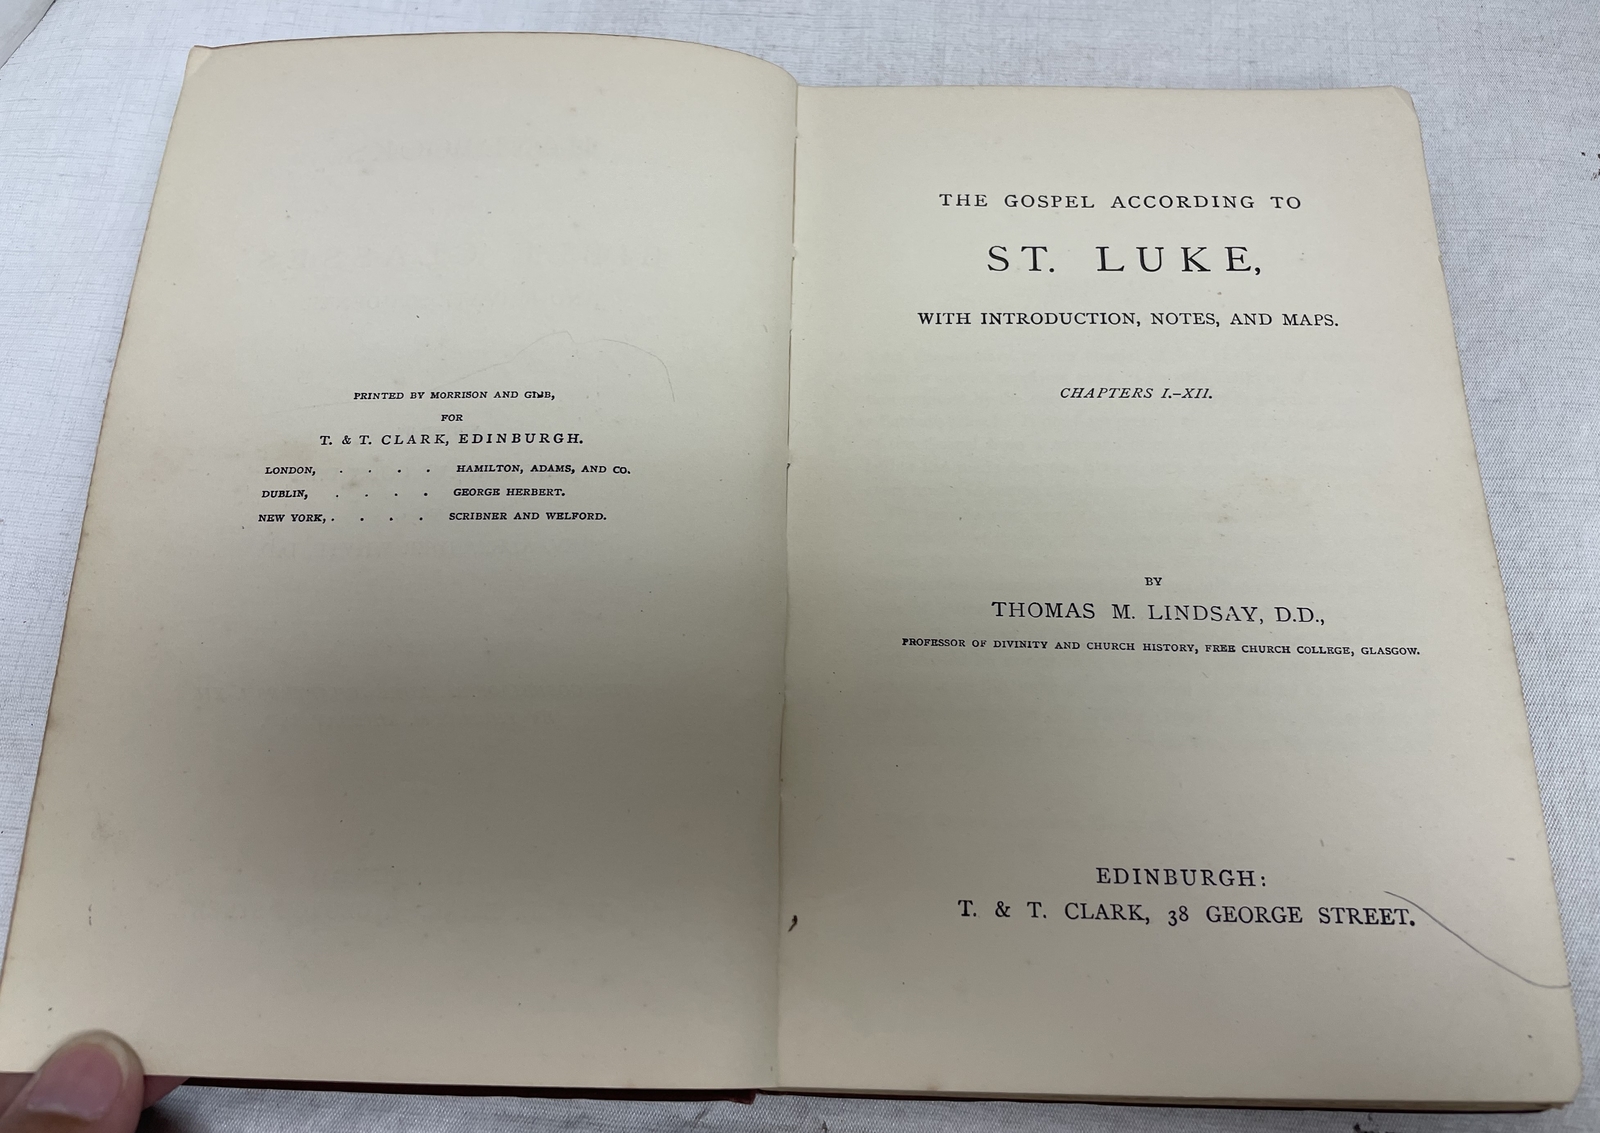 PRINTED BY MORRISON AND GIBB,
FOR
T. & T. CLARK, EDINBURGH.
LONDON, . . . . HAMILTON, ADAMS, AND CO.
DUBLIN, . . . . GEORGE HERBERT.
NEW YORK, . . . . SCRIBNER AND WELFORD.
THE GOSPEL ACCORDING TO
ST. LUKE,
WITH INTRODUCTION, NOTES, AND MAPS.
CHAPTERS I.–XII.
BY
THOMAS M. LINDSAY, D.D.,
PROFESSOR OF DIVINITY AND CHURCH HISTORY, FREE CHURCH COLLEGE, GLASGOW.
EDINBURGH:
T. & T. CLARK, 38 GEORGE STREET.